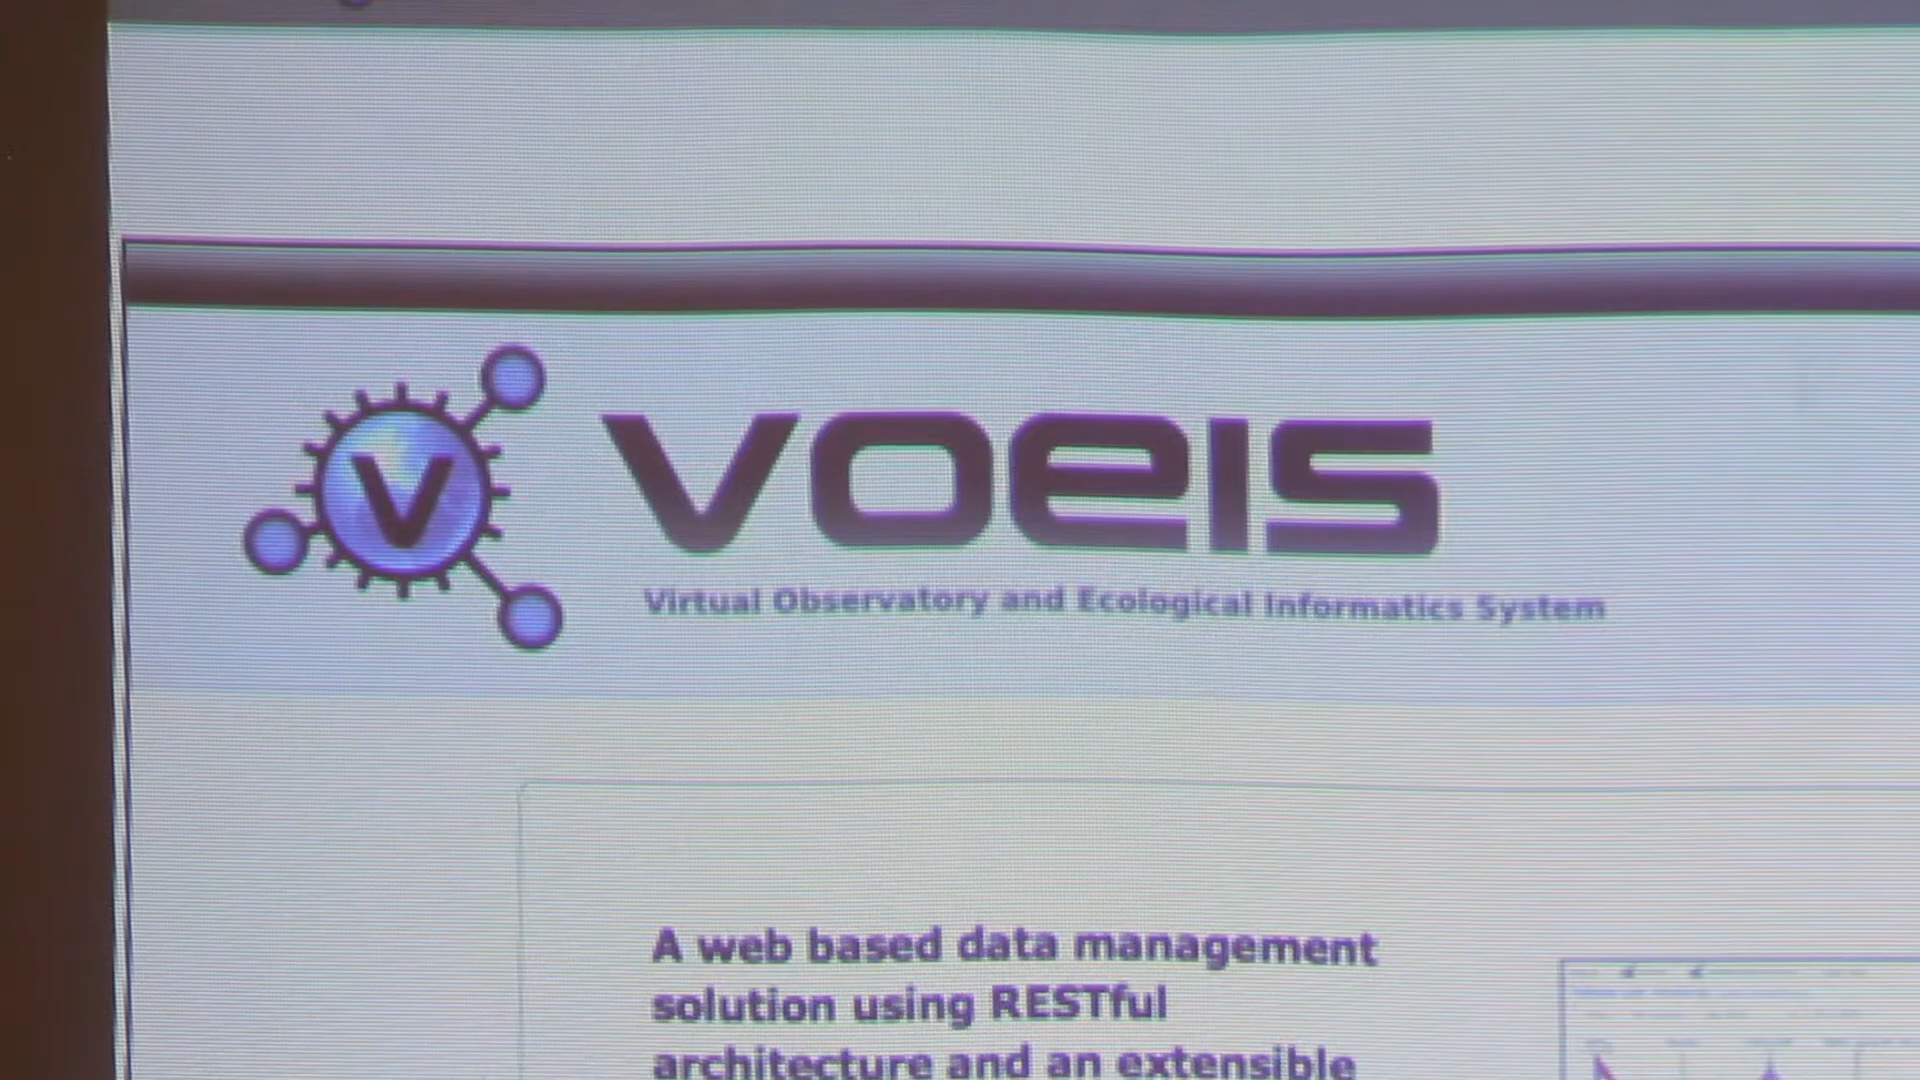 V
voeis
Virtual Observatory and Ecological Informatics System
A web based data management
solution using RESTful
architecture and an extensible